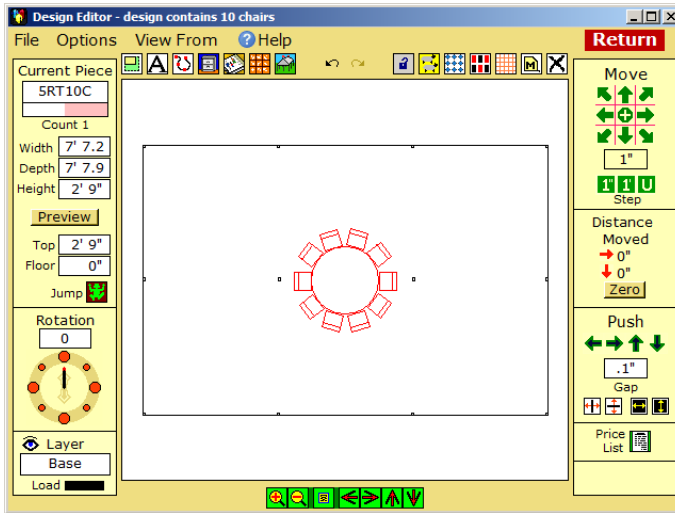 Design Editor - design contains 10 chairs
File Options View From ? Help
Return
A
M
Current Piece
5RT10C
Count 1
Width 7' 7.2
Depth 7' 7.9
Height 2' 9"
Preview
Top 2' 9"
Floor 0"
Jump
Rotation
0
Layer
Base
Load
Move
1"
1" 1' U
Step
Distance
Moved
0"
0"
Zero
Push
.1"
Gap
Price
List